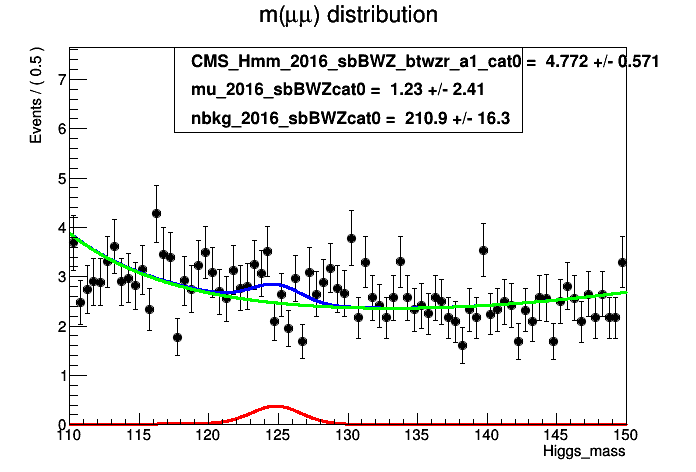 m(μμ) distribution
Events / ( 0.5 )
CMS_Hmm_2016_sbBWZ_btwzr_a1_cat0 = 4.772 +/- 0.571
mu_2016_sbBWZcat0 = 1.23 +/- 2.41
nbkg_2016_sbBWZcat0 = 210.9 +/- 16.3
7
6
5
4
3
2
1
0
110 115 120 125 130 135 140 145 150
Higgs_mass